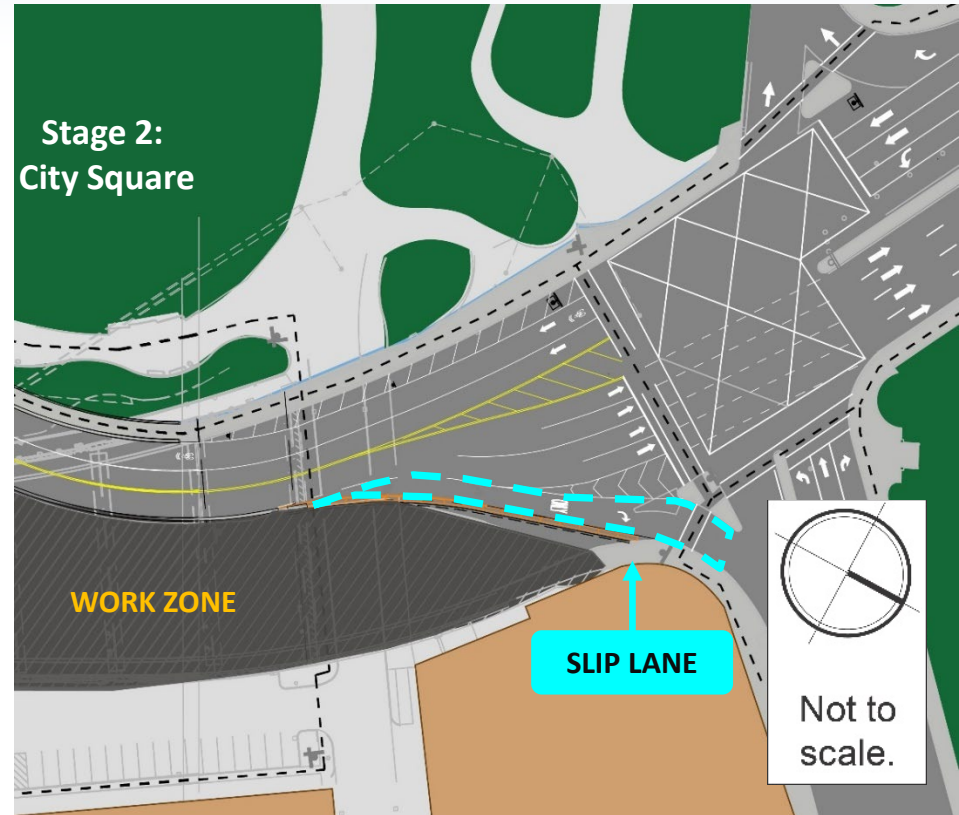 Stage 2:
City Square
WORK ZONE
SLIP LANE
Not to
scale.